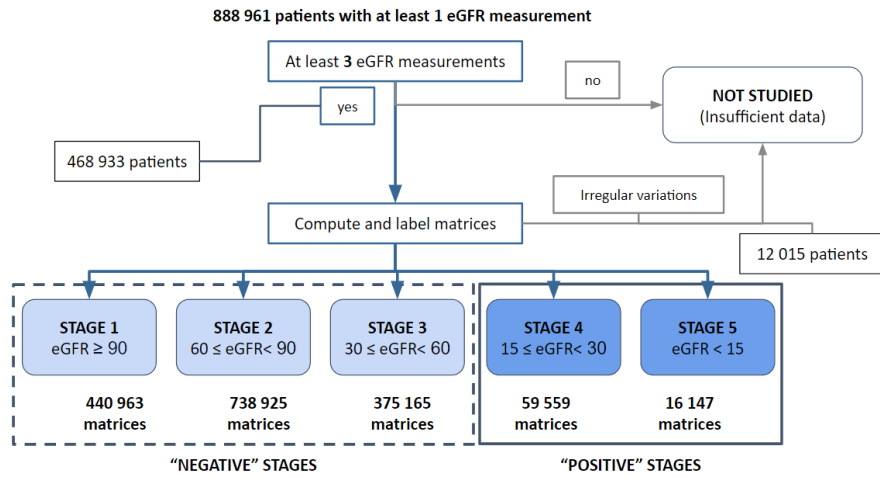 888 961 patients with at least 1 eGFR measurement
At least 3 eGFR measurements
no
yes
NOT STUDIED
(Insufficient data)
468 933 patients
Irregular variations
Compute and label matrices
12 015 patients
STAGE 1
eGFR ≥ 90
STAGE 2
60 ≤ eGFR< 90
STAGE 3
30 ≤ eGFR< 60
STAGE 4
15 ≤ eGFR< 30
STAGE 5
eGFR < 15
440 963
matrices
738 925
matrices
375 165
matrices
59 559
matrices
16 147
matrices
“NEGATIVE” STAGES
“POSITIVE” STAGES